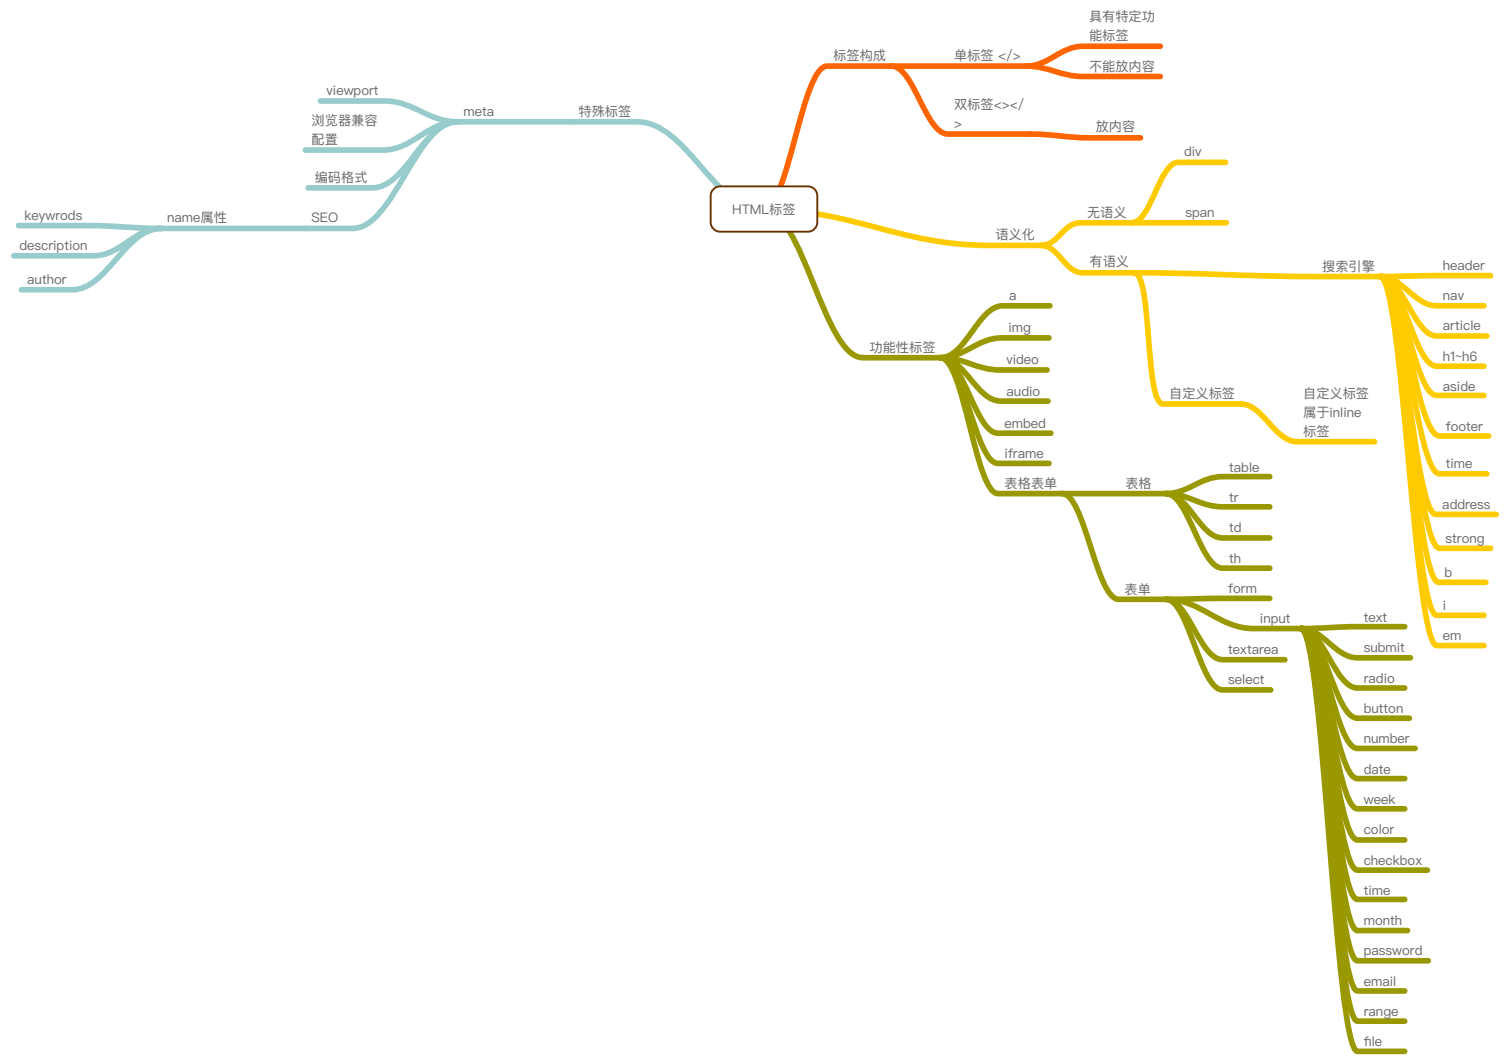 HTML标签
标签构成
单标签 </>
具有特定功
能标签
不能放内容
双标签<></
>
放内容
语义化
无语义
div
span
有语义
搜索引擎
header
nav
article
h1~h6
aside
footer
time
address
strong
b
i
em
自定义标签
自定义标签
属于inline
标签
功能性标签
a
img
video
audio
embed
iframe
表格表单
表格
table
tr
td
th
表单
form
input
text
submit
radio
button
number
date
week
color
checkbox
time
month
password
email
range
file
textarea
select
特殊标签
meta
viewport
浏览器兼容
配置
编码格式
SEO
name属性
keywrods
description
author